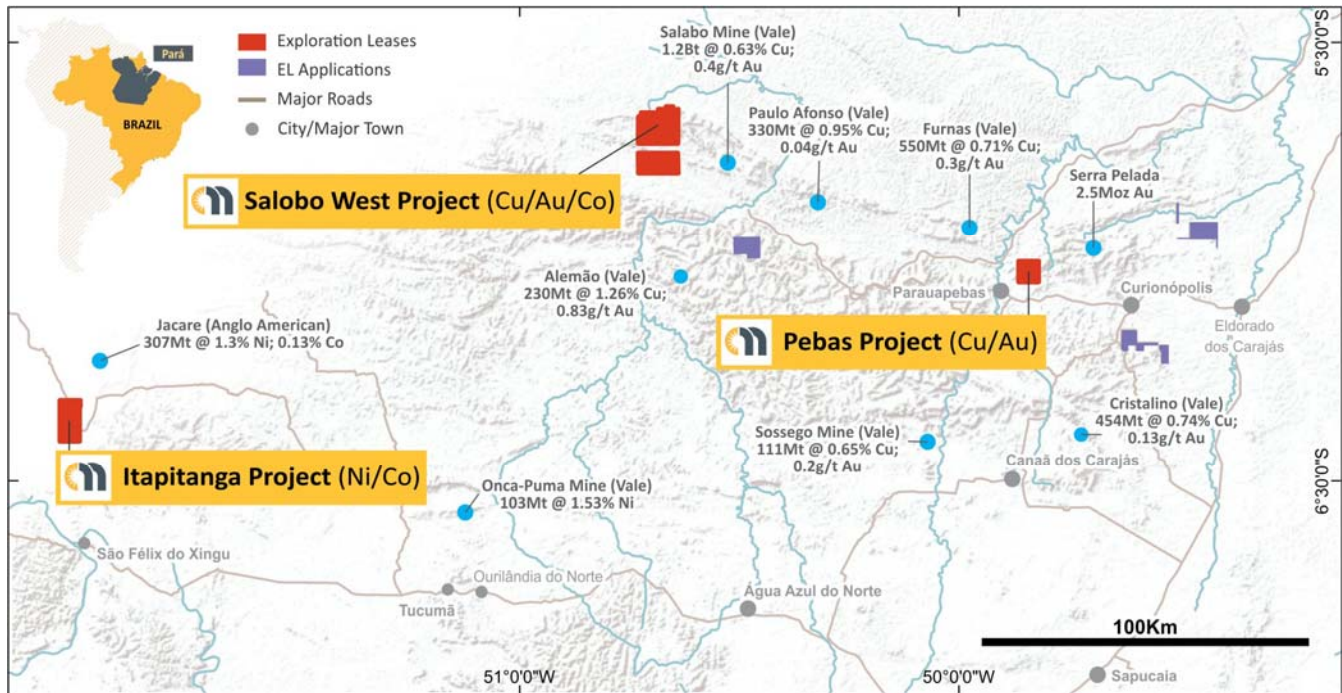 Pará
BRAZIL
Exploration Leases
EL Applications
Major Roads
City/Major Town
Salabo Mine (Vale)
1.2Bt @ 0.63% Cu;
0.4g/t Au
Paulo Afonso (Vale)
330Mt @ 0.95% Cu;
0.04g/t Au
Furnas (Vale)
550Mt @ 0.71% Cu;
0.3g/t Au
Serra Pelada
2.5Moz Au
5°30'0"S
Salobo West Project (Cu/Au/Co)
Alemão (Vale)
230Mt @ 1.26% Cu;
0.83g/t Au
Parauapebas
Curionópolis
Eldorado
dos Carajás
Pebas Project (Cu/Au)
Jacare (Anglo American)
307Mt @ 1.3% Ni; 0.13% Co
Itapitanga Project (Ni/Co)
Cristalino (Vale)
454Mt @ 0.74% Cu;
0.13g/t Au
Sossego Mine (Vale)
111Mt @ 0.65% Cu;
0.2g/t Au
Canaã dos Carajás
Onca-Puma Mine (Vale)
103Mt @ 1.53% Ni
6°30'0"S
São Félix do Xingu
Ourilândia do Norte
Tucumã
Água Azul do Norte
100Km
51°0'0"W
50°0'0"W
Sapucaia